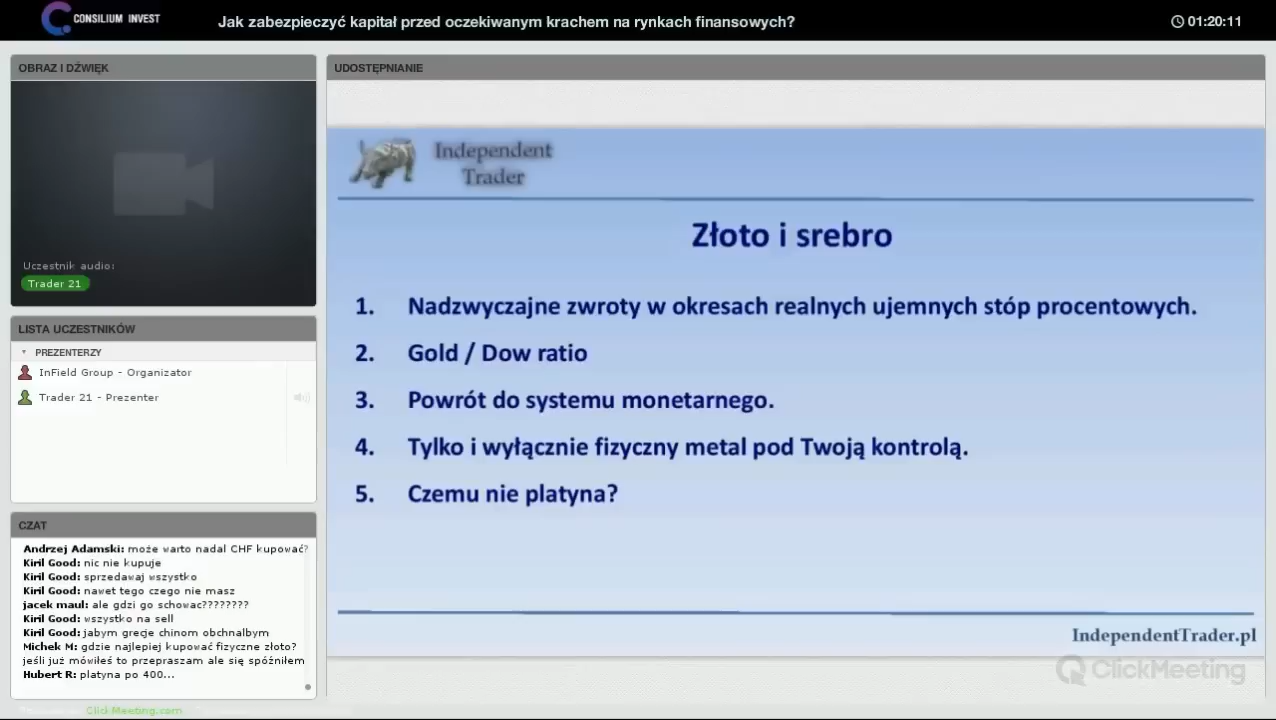 CONSILIUM INVEST
Jak zabezpieczyć kapitał przed oczekiwanym krachem na rynkach finansowych?
01:20:11
OBRAZ I DŹWIĘK
Uczestnik audio:
Trader 21
LISTA UCZESTNIKÓW
PREZENTERZY
InField Group - Organizator
Trader 21 - Prezenter
CZAT
Andrzej Adamski: może warto nadal CHF kupować?
Kiril Good: nic nie kupuje
Kiril Good: sprzedawaj wszystko
Kiril Good: nawet tego czego nie masz
jacek maul: ale gdzi go schowac????????
Kiril Good: wszystko na sell
Kiril Good: jabym grecje chinom obchnalbym
Michek M: gdzie najlepiej kupować fizyczne złoto?
jeśli już mówiłeś to przepraszam ale się spóźniłem
Hubert R: platyna po 400...
ClickMeeting.com
UDOSTĘPNIANIE
Independent
Trader
Złoto i srebro
1. Nadzwyczajne zwroty w okresach realnych ujemnych stóp procentowych.
2. Gold / Dow ratio
3. Powrót do systemu monetarnego.
4. Tylko i wyłącznie fizyczny metal pod Twoją kontrolą.
5. Czemu nie platyna?
IndependentTrader.pl
ClickMeeting